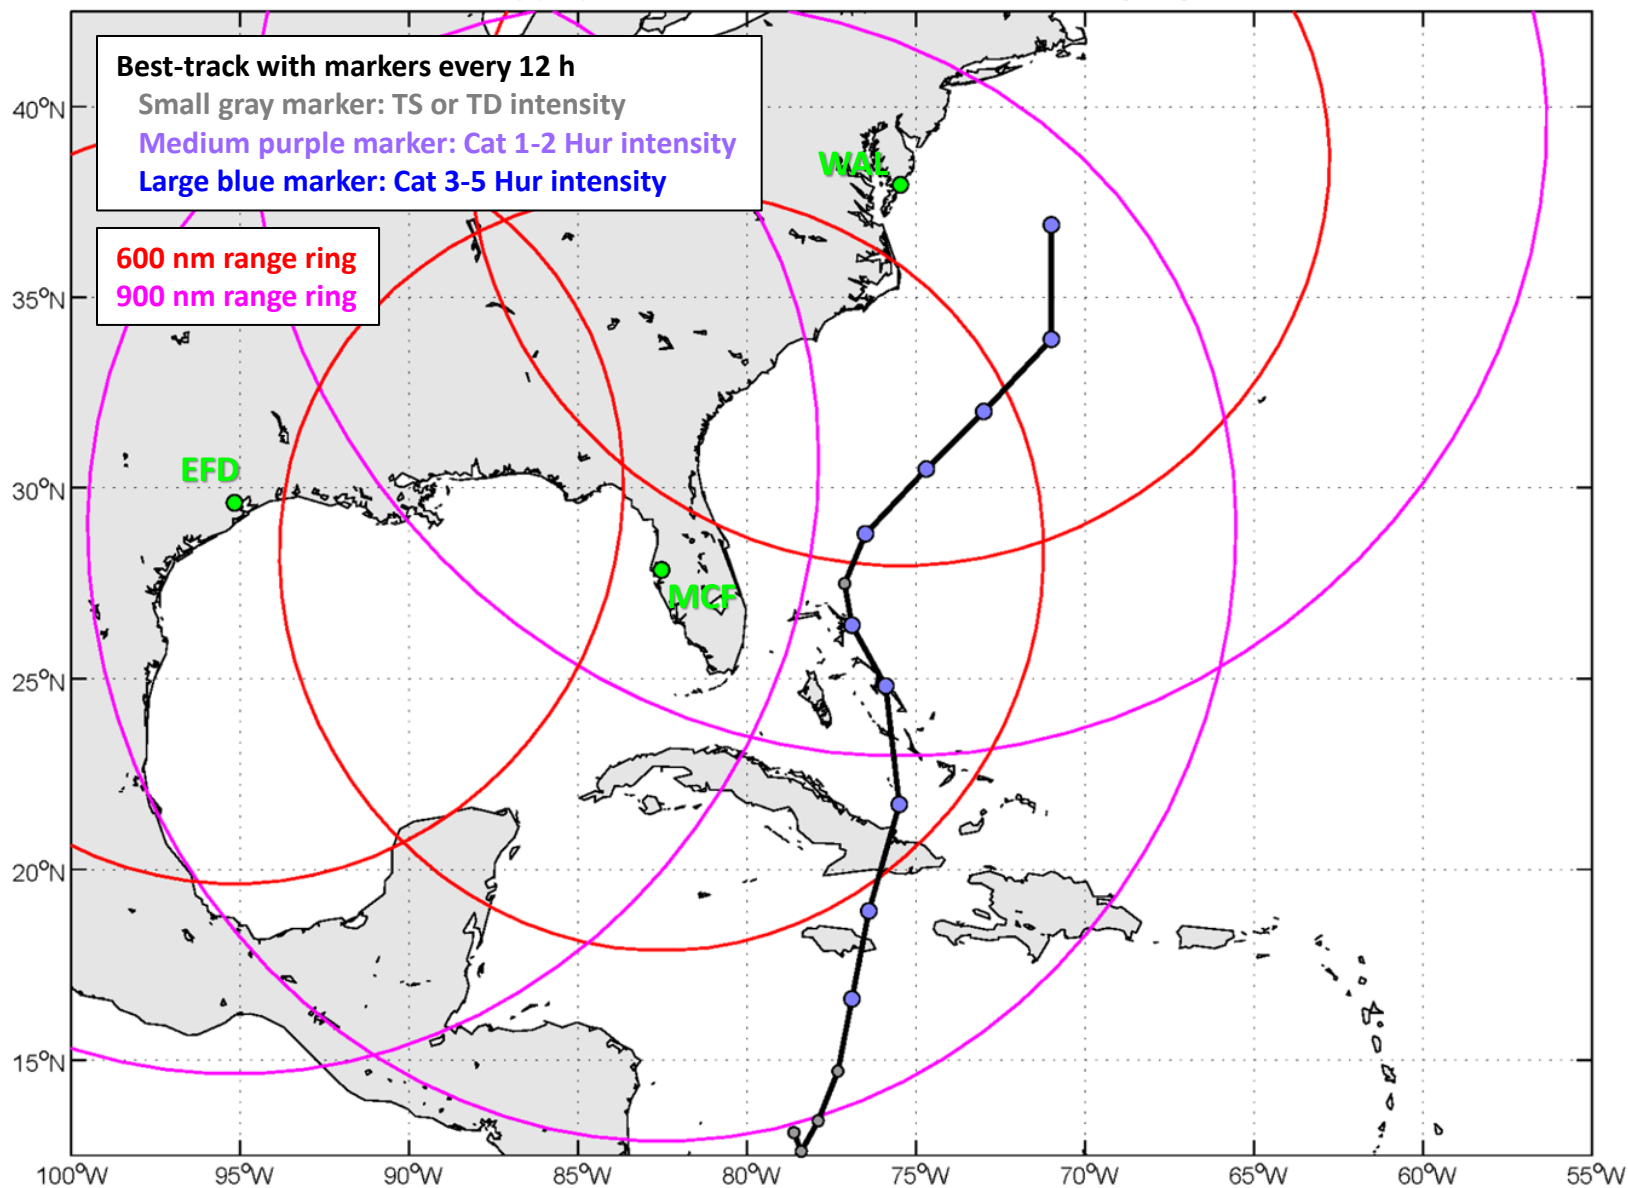 Best-track with markers every 12 h
Small gray marker: TS or TD intensity
Medium purple marker: Cat 1-2 Hur intensity
Large blue marker: Cat 3-5 Hur intensity
600 nm range ring
900 nm range ring
WAL
EFD
MCF
40°N
35°N
30°N
25°N
20°N
15°N
100°W 95°W 90°W 85°W 80°W 75°W 70°W 65°W 60°W 55°W